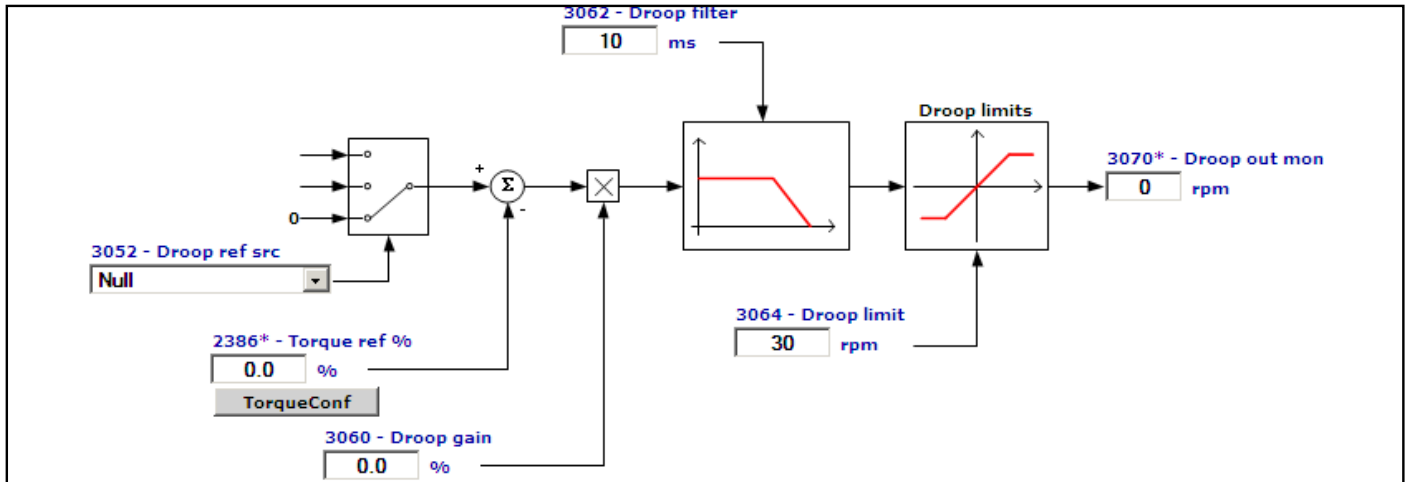 3062 - Droop filter
10 ms
Droop limits
3070* - Droop out mon
0 rpm
+
Σ
-
0
3052 - Droop ref src
Null
3064 - Droop limit
30 rpm
2386* - Torque ref %
0.0 %
TorqueConf
3060 - Droop gain
0.0 %